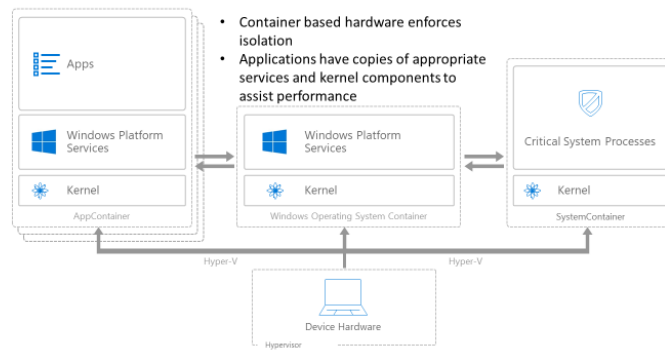 • Container based hardware enforces
isolation
• Applications have copies of appropriate
services and kernel components to
assist performance
Apps
Windows Platform
Services
Kernel
AppContainer
Windows Platform
Services
Kernel
Windows Operating System Container
Critical System Processes
Kernel
SystemContainer
Hyper-V
Hyper-V
Device Hardware
Hypervisor